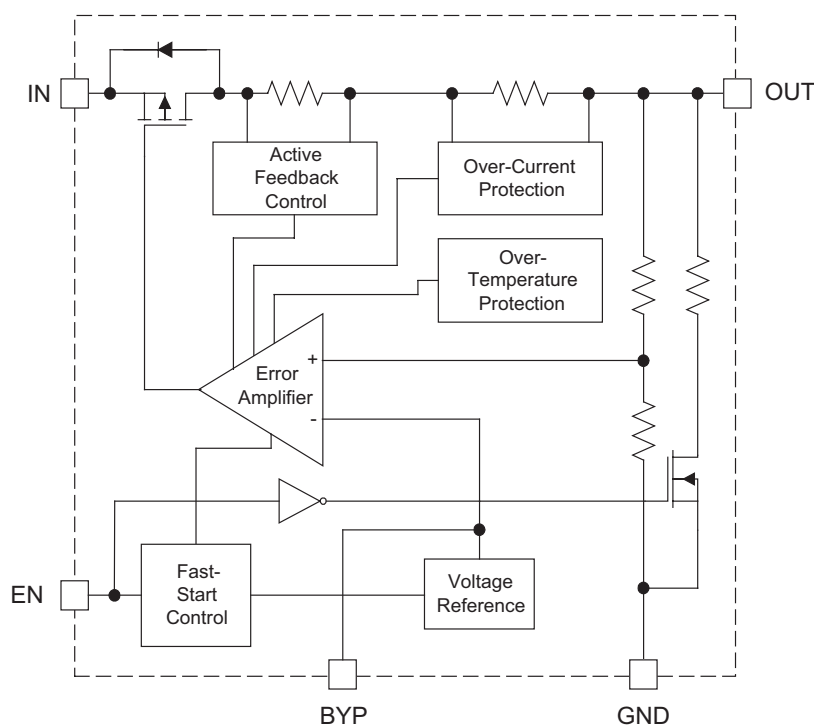 IN
OUT
Active
Feedback
Control
Over-Current
Protection
Over-
Temperature
Protection
+
Error
Amplifier
-
EN
Fast-
Start
Control
Voltage
Reference
BYP
GND